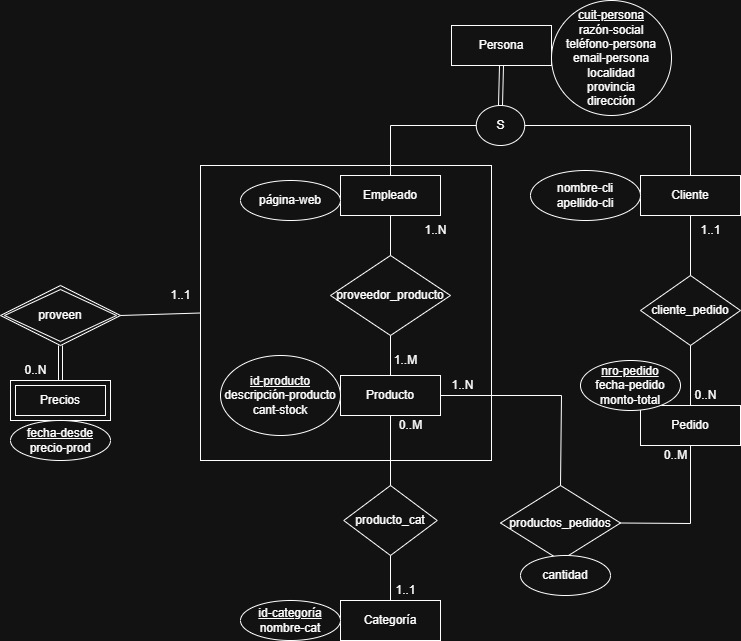 cuit-persona
razón-social
teléfono-persona
email-persona
localidad
provincia
dirección
Persona
S
página-web
Empleado
nombre-cli
apellido-cli
Cliente
1..N
1..1
1..1
proveedor_producto
cliente_pedido
proveen
0..N
1..M
Precios
fecha-desde
precio-prod
id-producto
descripción-producto
cant-stock
Producto
1..N
0..M
nro-pedido
fecha-pedido
monto-total
0..N
Pedido
0..M
producto_cat
productos_pedidos
cantidad
1..1
id-categoría
nombre-cat
Categoría